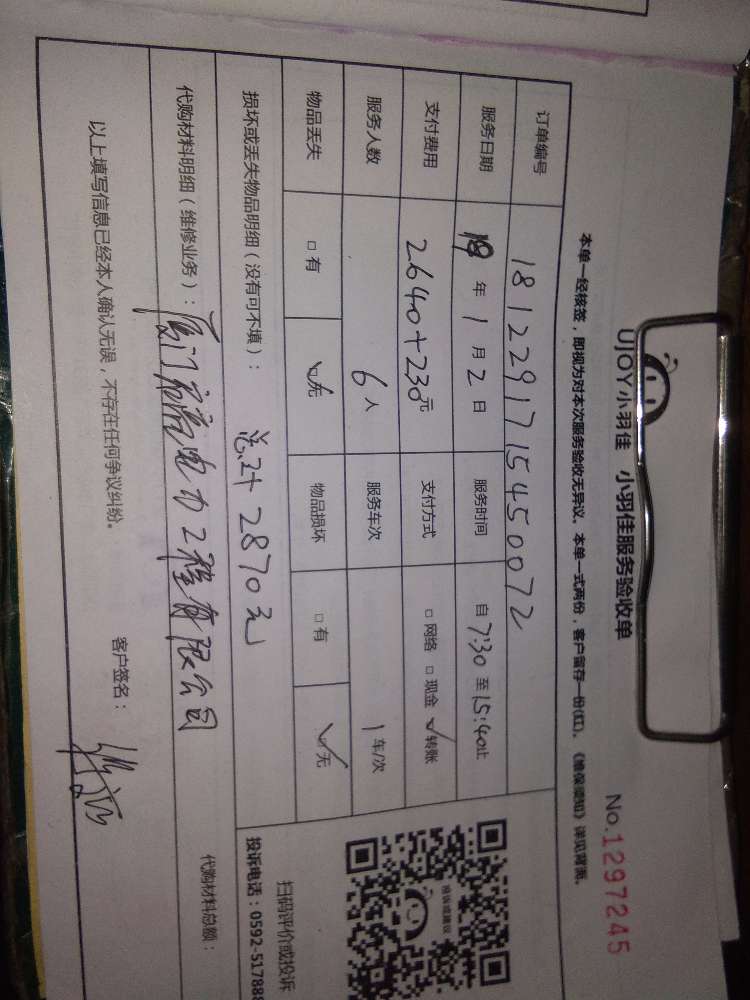 UJOY小羽佳 小羽佳服务验收单
No.1297245
本单一经核签，即视为对本次服务验收无异议。本单一式两份，客户留存一份(红)。《维保须知》详见背面。
订单编号 1812291715450072
服务日期 19年1月2日 服务时间 自7:30至15:40止
支付费用 2640+230元 支付方式 □网络 □现金 ✓转账
服务人数 6人 服务车次 1车/次
物品丢失 □有 ✓无 物品损坏 □有 ✓无
损坏或丢失物品明细（没有可不填）： 总计2870元
投诉或建议
扫码评价或投诉
投诉电话：0592-517888
代购材料明细（维修业务）： 厦门 电力工程有限公司 代购材料总额：
以上填写信息已经本人确认无误，不存在任何争议纠纷。 客户签名：